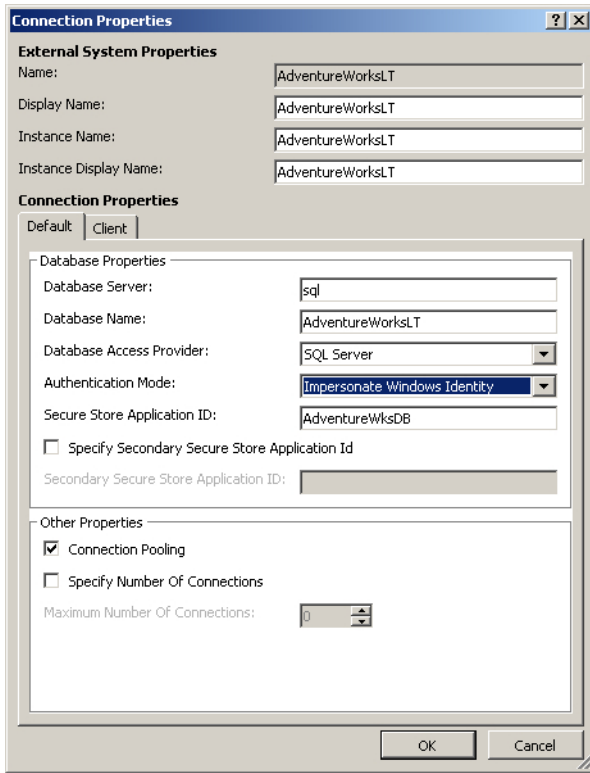 Connection Properties
External System Properties
Name: AdventureWorksLT
Display Name: AdventureWorksLT
Instance Name: AdventureWorksLT
Instance Display Name: AdventureWorksLT
Connection Properties
Default Client
Database Properties
Database Server: sql
Database Name: AdventureWorksLT
Database Access Provider: SQL Server
Authentication Mode: Impersonate Windows Identity
Secure Store Application ID: AdventureWksDB
Specify Secondary Secure Store Application Id
Secondary Secure Store Application ID:
Other Properties
Connection Pooling
Specify Number Of Connections
Maximum Number Of Connections: 0
OK Cancel